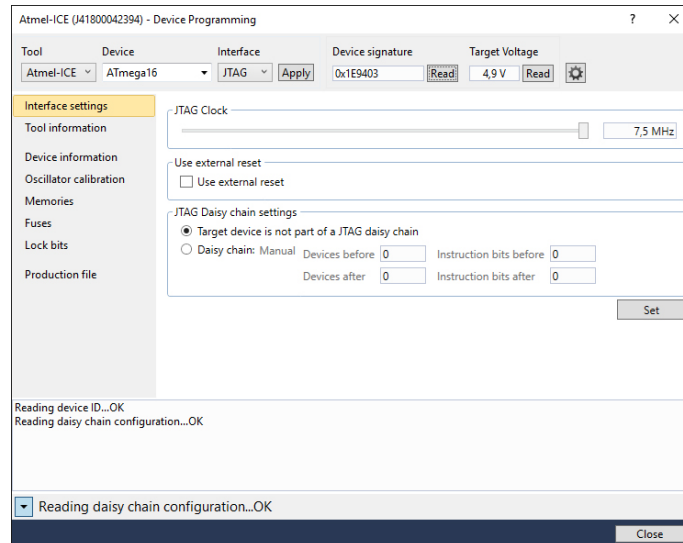 Atmel-ICE (J41800042394) - Device Programming
Tool Device Interface Device signature Target Voltage
Atmel-ICE ATmega16 JTAG Apply 0x1E9403 Read 4,9 V Read
Interface settings
Tool information
Device information
Oscillator calibration
Memories
Fuses
Lock bits
Production file
JTAG Clock
7,5 MHz
Use external reset
Use external reset
JTAG Daisy chain settings
Target device is not part of a JTAG daisy chain
Daisy chain: Manual Devices before 0 Instruction bits before 0
Devices after 0 Instruction bits after 0
Set
Reading device ID...OK
Reading daisy chain configuration...OK
Reading daisy chain configuration...OK
Close